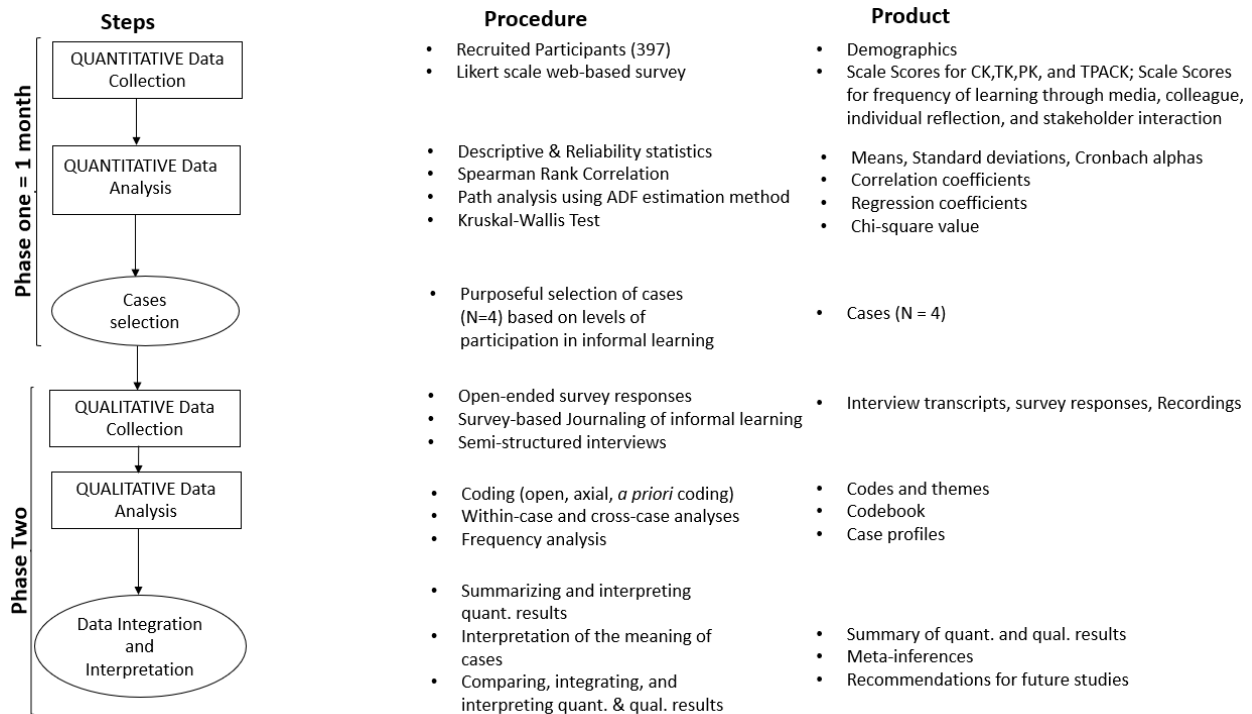 Steps
Procedure
Product
Phase one = 1 month
QUANTITATIVE Data
Collection
• Recruited Participants (397)
• Likert scale web-based survey
• Demographics
• Scale Scores for CK,TK,PK, and TPACK; Scale Scores
for frequency of learning through media, colleague,
individual reflection, and stakeholder interaction
QUANTITATIVE Data
Analysis
• Descriptive & Reliability statistics
• Spearman Rank Correlation
• Path analysis using ADF estimation method
• Kruskal-Wallis Test
• Means, Standard deviations, Cronbach alphas
• Correlation coefficients
• Regression coefficients
• Chi-square value
Cases
selection
• Purposeful selection of cases
(N=4) based on levels of
participation in informal learning
• Cases (N = 4)
Phase Two
QUALITATIVE Data
Collection
• Open-ended survey responses
• Survey-based Journaling of informal learning
• Semi-structured interviews
• Interview transcripts, survey responses, Recordings
QUALITATIVE Data
Analysis
• Coding (open, axial, a priori coding)
• Within-case and cross-case analyses
• Frequency analysis
• Codes and themes
• Codebook
• Case profiles
Data Integration
and
Interpretation
• Summarizing and interpreting
quant. results
• Interpretation of the meaning of
cases
• Comparing, integrating, and
interpreting quant. & qual. results
• Summary of quant. and qual. results
• Meta-inferences
• Recommendations for future studies